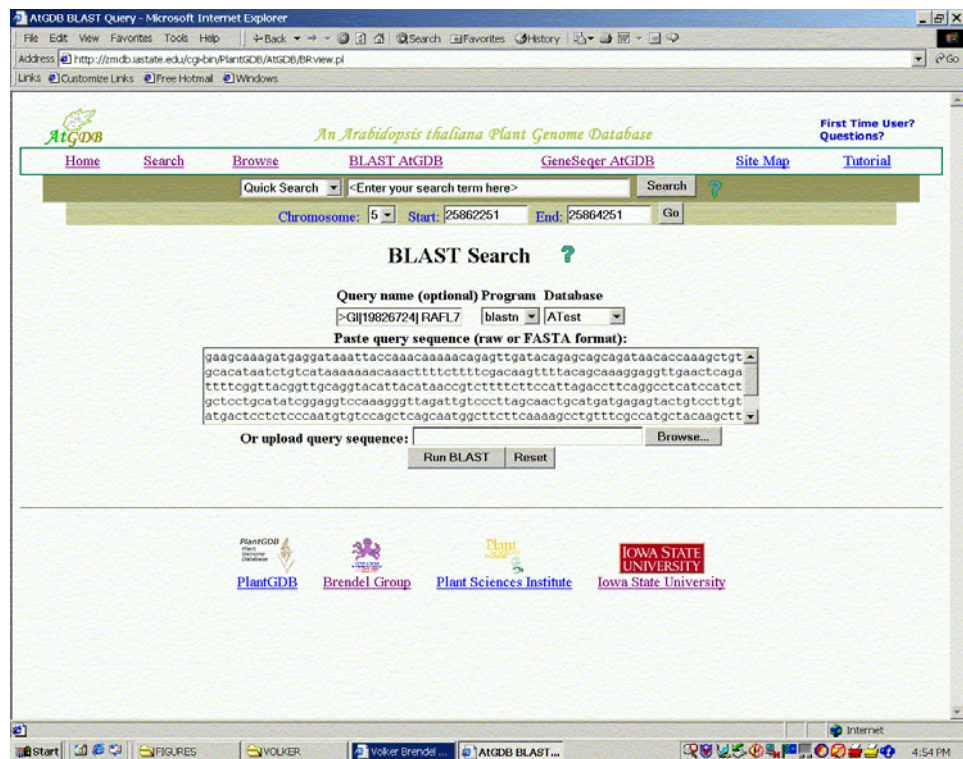 AtGDB BLAST Query - Microsoft Internet Explorer
File Edit View Favorites Tools Help Back Search Favorites History
Address http://zmdb.iastate.edu/cgi-bin/PlantGDB/AtGDB/BRview.pl Go
Links Customize Links Free Hotmail Windows
AtGDB
An Arabidopsis thaliana Plant Genome Database
First Time User?
Questions?
Home Search Browse BLAST AtGDB GeneSeqer AtGDB Site Map Tutorial
Quick Search <Enter your search term here> Search ?
Chromosome: 5 Start: 25862251 End: 25864251 Go
BLAST Search ?
Query name (optional) Program Database
>GI|19826724| RAFL7 blastn ATest
Paste query sequence (raw or FASTA format):
gaagcaaagatgaggataaattaccaaacaaaaacagagttgatacagagcagcagataacaccaaagctgt
gcacataatctgtcataaaaaacaaacttttcttttcgacaagttttacagcaaaggaggttgaactcaga
ttttcggttacggttgcaggtacattacataaccgtcttttcttccattagaccttcaggcctcatccatct
gctcctgcatatcggaggtccaaagggttagattgtcccttagcaactgcatgatgagagtactgtccttgt
atgactcctctcccaatgtgtccagctcagcaatggcttcttcaaaagcctgtttcgccatgctacaagctt
Or upload query sequence: Browse...
Run BLAST Reset
PlantGDB
Plant
Genome
Database
Plant
IOWA STATE
UNIVERSITY
PlantGDB Brendel Group Plant Sciences Institute Iowa State University
Internet
Start FIGURES VOLKER Volker Brendel ... AtGDB BLAST... 4:54 PM